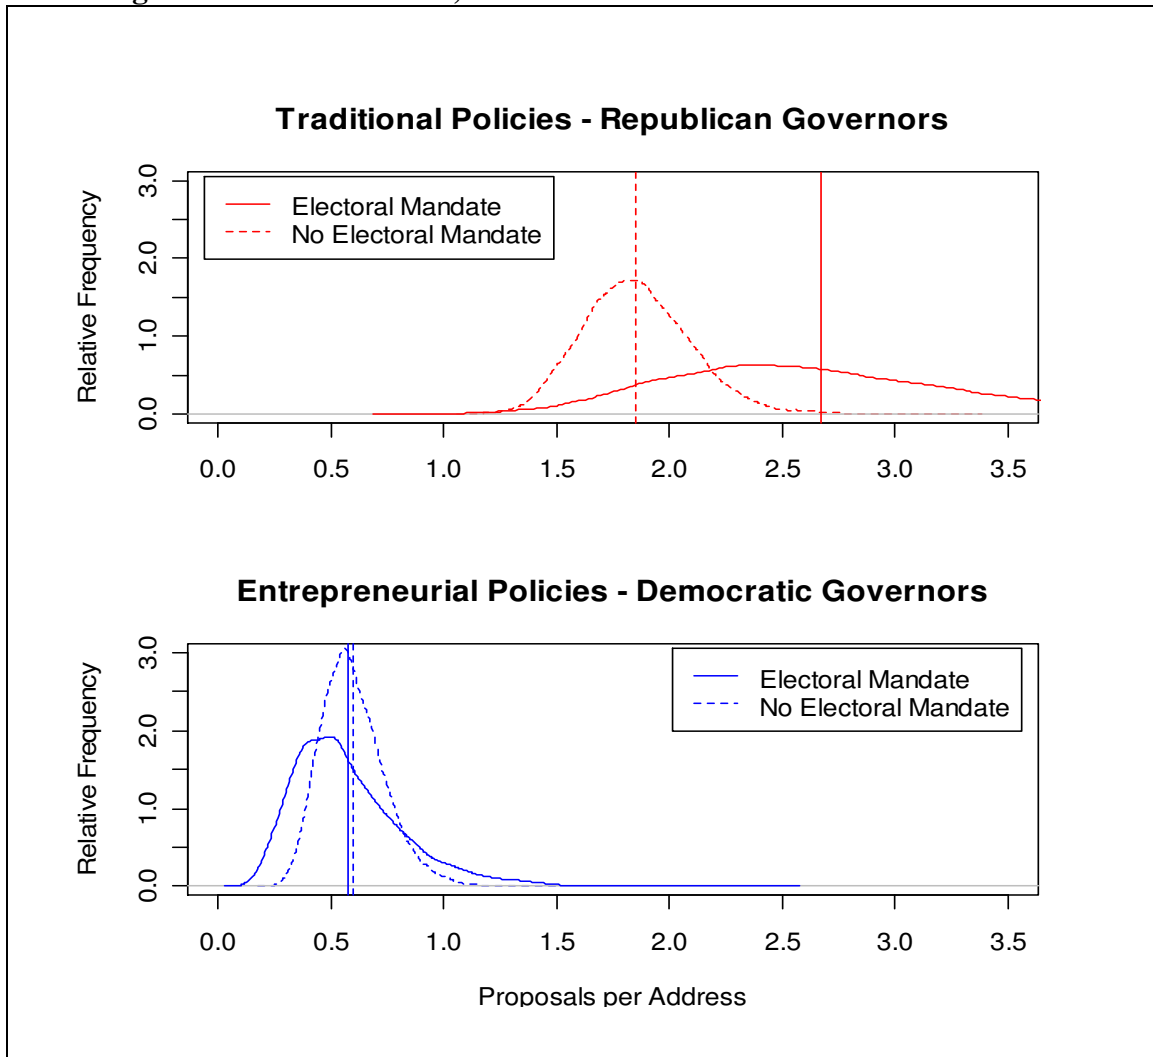 Traditional Policies - Republican Governors
Relative Frequency
3.0
2.0
1.0
0.0
Electoral Mandate
No Electoral Mandate
0.0 0.5 1.0 1.5 2.0 2.5 3.0 3.5
Entrepreneurial Policies - Democratic Governors
Relative Frequency
3.0
2.0
1.0
0.0
Electoral Mandate
No Electoral Mandate
0.0 0.5 1.0 1.5 2.0 2.5 3.0 3.5
Proposals per Address